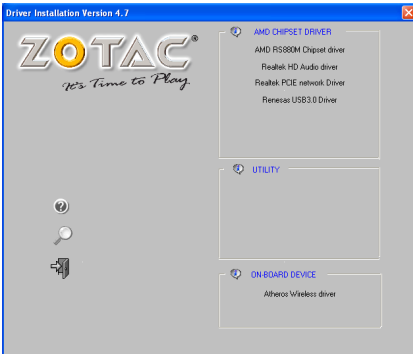 Driver Installation Version 4.7
ZOTAC®
It's Time to Play
AMD CHIPSET DRIVER
AMD RS880M Chipset driver
Realtek HD Audio driver
Realtek PCIE network Driver
Renesas USB3.0 Driver
UTILITY
ON-BOARD DEVICE
Atheros Wireless driver